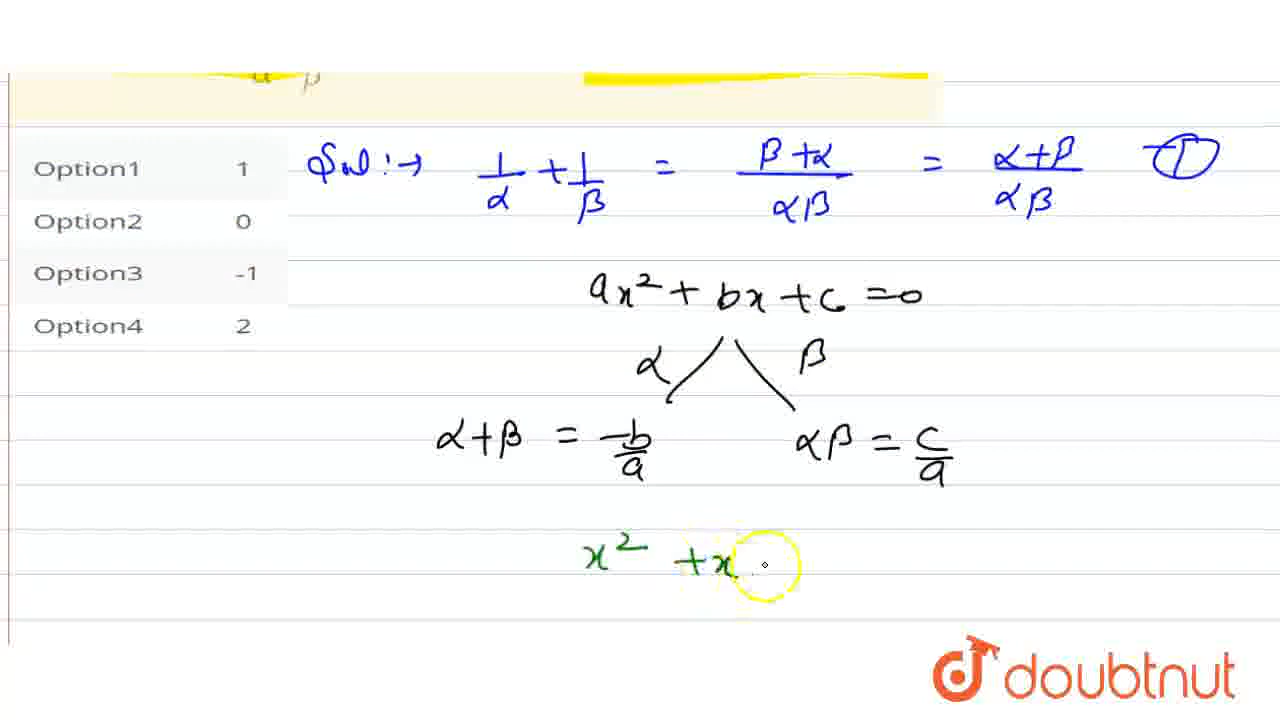 α β
Option1 1
Sol :→ 1/α + 1/β = β+α/αβ = α+β/αβ —①
Option2 0
Option3 -1
ax² + bx + c = 0
Option4 2
α β
α+β = -b/a αβ = c/a
x² + x
doubtnut